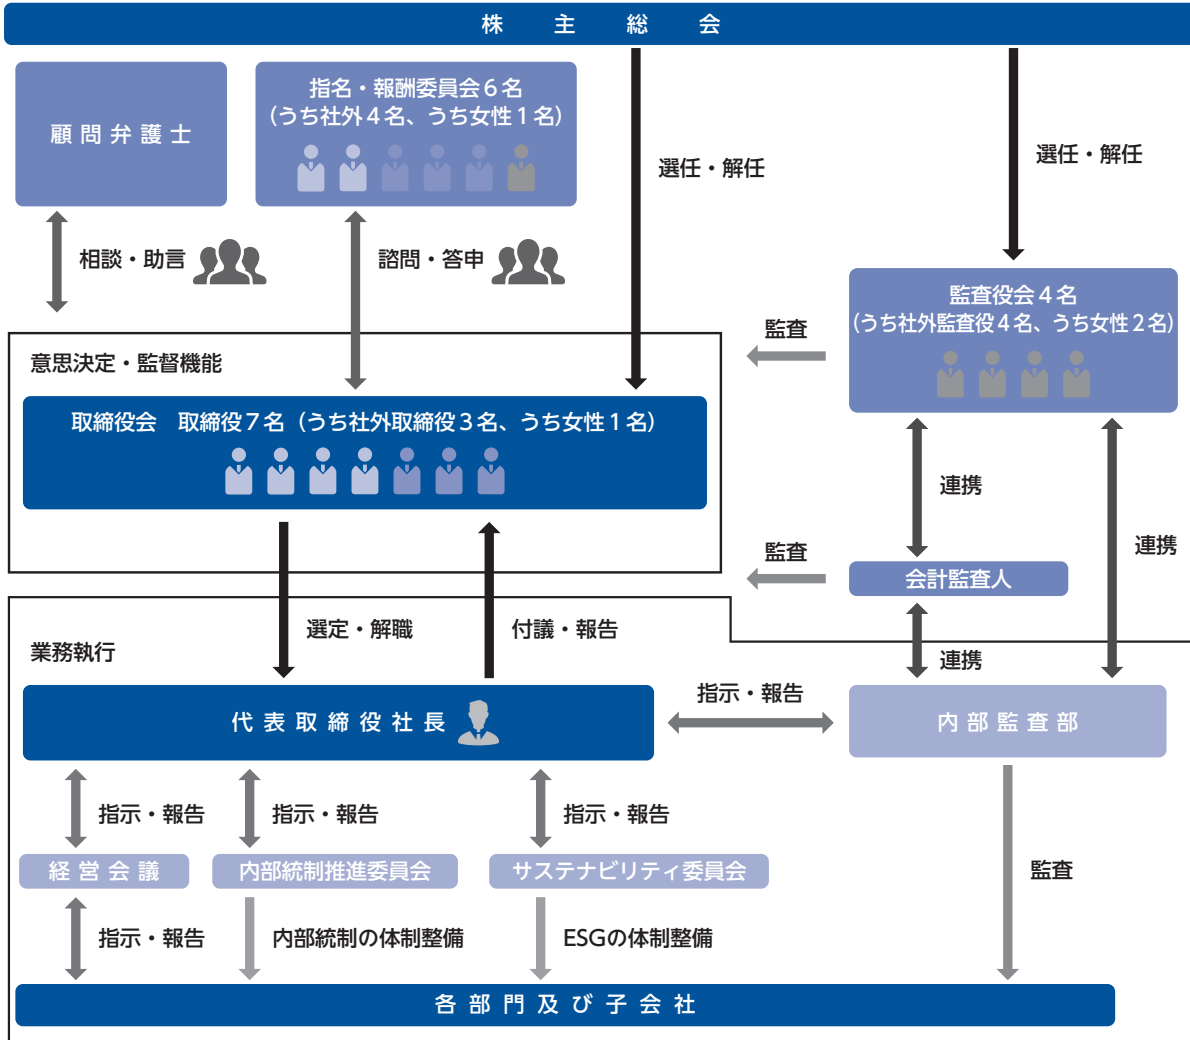 株主総会
顧問弁護士
指名・報酬委員会6名
(うち社外4名、うち女性1名)
選任・解任
選任・解任
相談・助言
諮問・答申
監査役会4名
(うち社外監査役4名、うち女性2名)
監査
意思決定・監督機能
取締役会　取締役7名(うち社外取締役3名、うち女性1名)
連携
連携
監査
会計監査人
選定・解職
付議・報告
業務執行
連携
代表取締役社長
指示・報告
内部監査部
指示・報告
指示・報告
指示・報告
経営会議
内部統制推進委員会
サステナビリティ委員会
監査
指示・報告
内部統制の体制整備
ESGの体制整備
各部門及び子会社